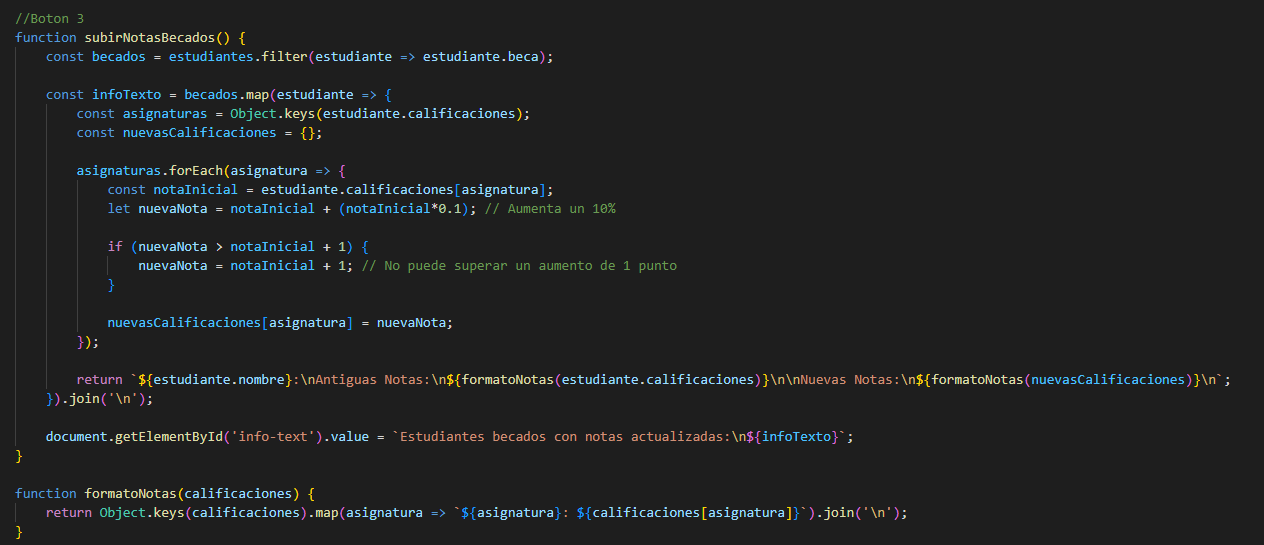 //Boton 3
function subirNotasBecados() {
    const becados = estudiantes.filter(estudiante => estudiante.beca);

    const infoTexto = becados.map(estudiante => {
        const asignaturas = Object.keys(estudiante.calificaciones);
        const nuevasCalificaciones = {};

        asignaturas.forEach(asignatura => {
            const notaInicial = estudiante.calificaciones[asignatura];
            let nuevaNota = notaInicial + (notaInicial*0.1); // Aumenta un 10%

            if (nuevaNota > notaInicial + 1) {
                nuevaNota = notaInicial + 1; // No puede superar un aumento de 1 punto
            }

            nuevasCalificaciones[asignatura] = nuevaNota;
        });

        return `${estudiante.nombre}:\nAntiguas Notas:\n${formatoNotas(estudiante.calificaciones)}\n\nNuevas Notas:\n${formatoNotas(nuevasCalificaciones)}\n`;
    }).join('\n');

    document.getElementById('info-text').value = `Estudiantes becados con notas actualizadas:\n${infoTexto}`;
}

function formatoNotas(calificaciones) {
    return Object.keys(calificaciones).map(asignatura => `${asignatura}: ${calificaciones[asignatura]}`).join('\n');
}